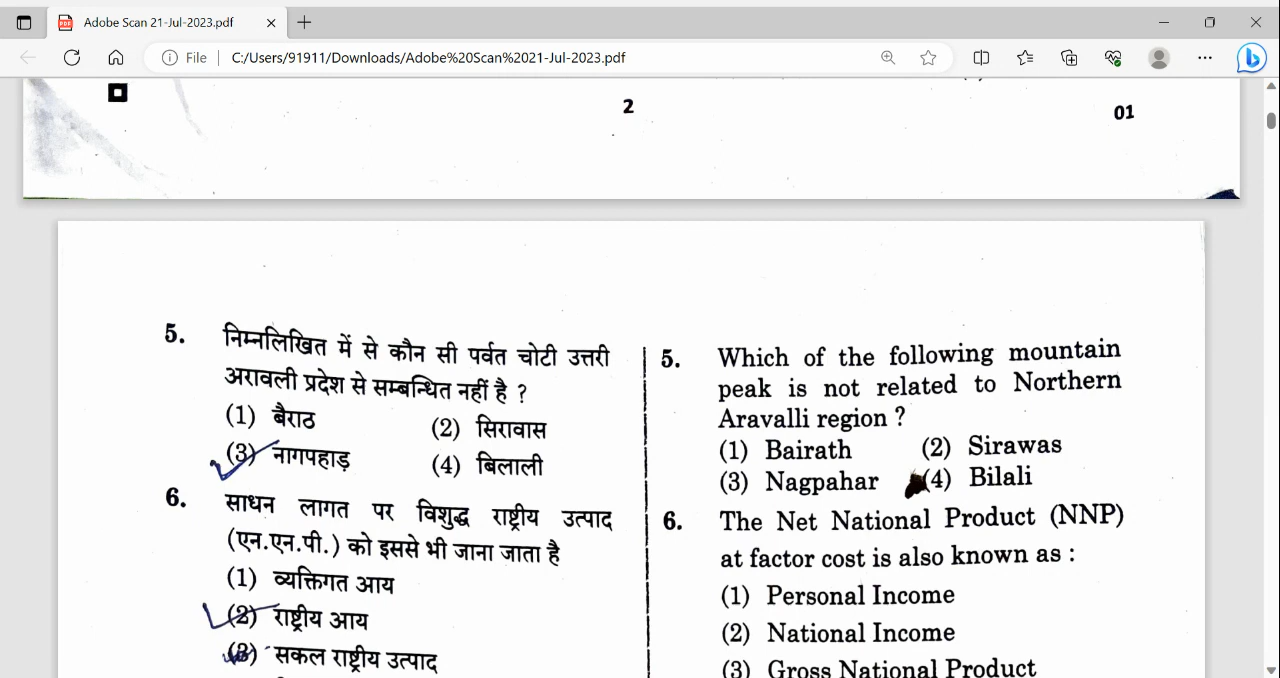 Adobe Scan 21-Jul-2023.pdf
File
C:/Users/91911/Downloads/Adobe%20Scan%2021-Jul-2023.pdf
2
01
5. निम्नलिखित में से कौन सी पर्वत चोटी उत्तरी
अरावली प्रदेश से सम्बन्धित नहीं है ?
(1) बैराठ (2) सिरावास
(3) नागपहाड़ (4) बिलाली
6. साधन लागत पर विशुद्ध राष्ट्रीय उत्पाद
(एन.एन.पी.) को इससे भी जाना जाता है
(1) व्यक्तिगत आय
(2) राष्ट्रीय आय
(3) सकल राष्ट्रीय उत्पाद
5. Which of the following mountain
peak is not related to Northern
Aravalli region ?
(1) Bairath (2) Sirawas
(3) Nagpahar (4) Bilali
6. The Net National Product (NNP)
at factor cost is also known as :
(1) Personal Income
(2) National Income
(3) Gross National Product